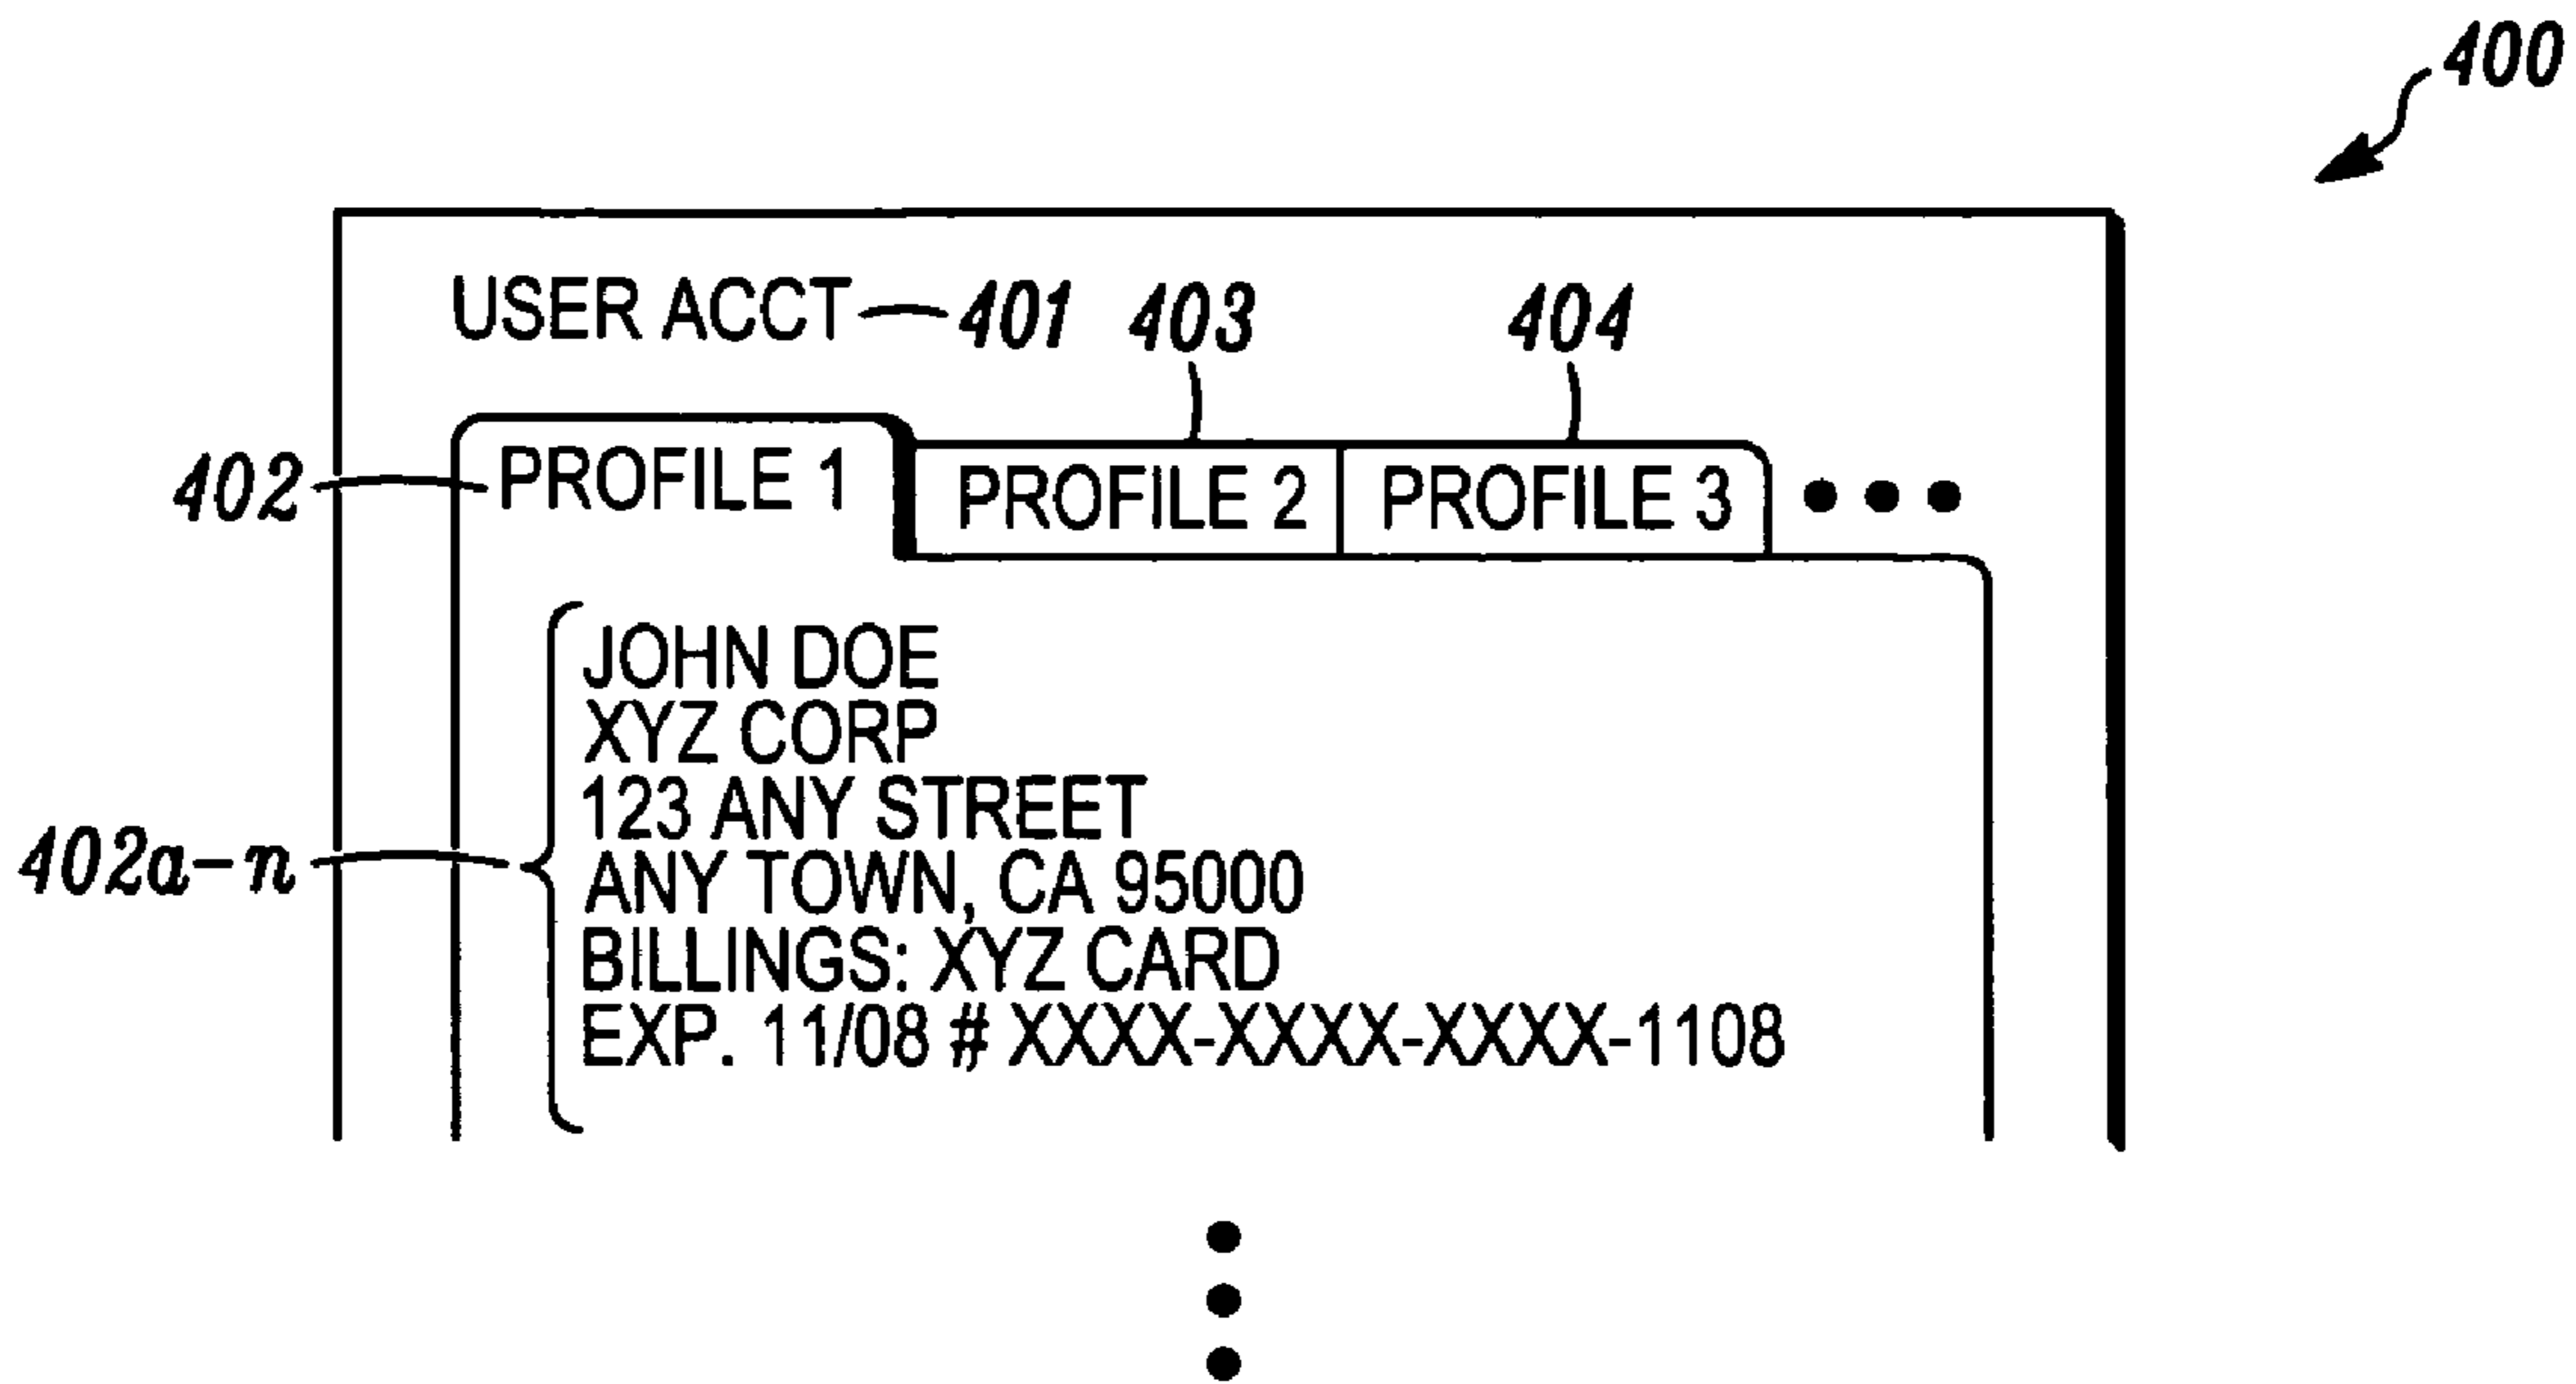 400
USER ACCT 401 403 404
402 PROFILE 1 PROFILE 2 PROFILE 3
JOHN DOE
XYZ CORP
123 ANY STREET
402a-n ANY TOWN, CA 95000
BILLINGS: XYZ CARD
EXP. 11/08 # XXXX-XXXX-XXXX-1108